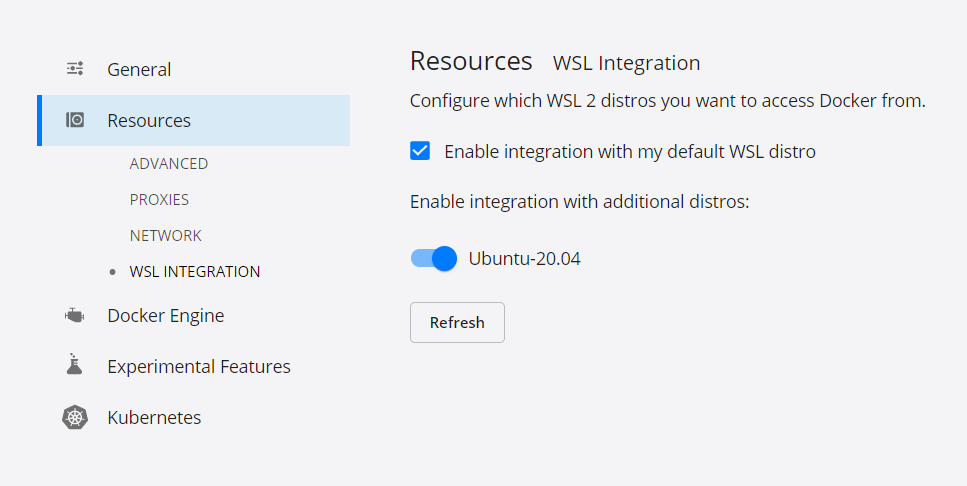 General
Resources
ADVANCED
PROXIES
NETWORK
WSL INTEGRATION
Docker Engine
Experimental Features
Kubernetes
Resources WSL Integration
Configure which WSL 2 distros you want to access Docker from.
Enable integration with my default WSL distro
Enable integration with additional distros:
Ubuntu-20.04
Refresh